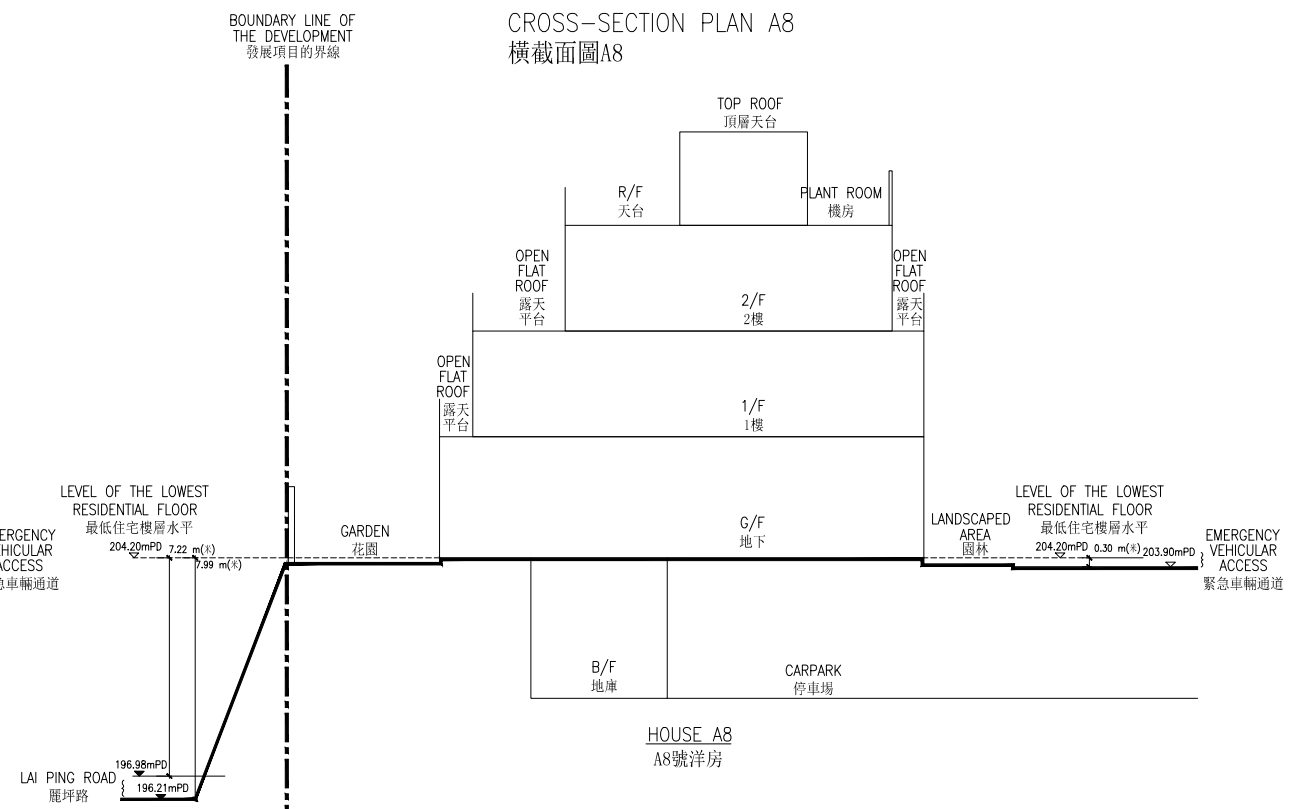 BOUNDARY LINE OF
THE DEVELOPMENT
發展項目的界線
CROSS-SECTION PLAN A8
橫截面圖A8
TOP ROOF
頂層天台
R/F
天台
PLANT ROOM
機房
OPEN
FLAT
ROOF
露天
平台
2/F
2樓
OPEN
FLAT
ROOF
露天
平台
OPEN
FLAT
ROOF
露天
平台
1/F
1樓
LEVEL OF THE LOWEST
RESIDENTIAL FLOOR
最低住宅樓層水平
204.20mPD
7.22 m(米)
7.99 m(米)
ERGENCY
EHICULAR
ACCESS
急車輛通道
GARDEN
花園
G/F
地下
LANDSCAPED
AREA
園林
LEVEL OF THE LOWEST
RESIDENTIAL FLOOR
最低住宅樓層水平
204.20mPD
0.30 m(米)
203.90mPD
EMERGENCY
VEHICULAR
ACCESS
緊急車輛通道
B/F
地庫
CARPARK
停車場
HOUSE A8
A8號洋房
196.98mPD
LAI PING ROAD
麗坪路
196.21mPD